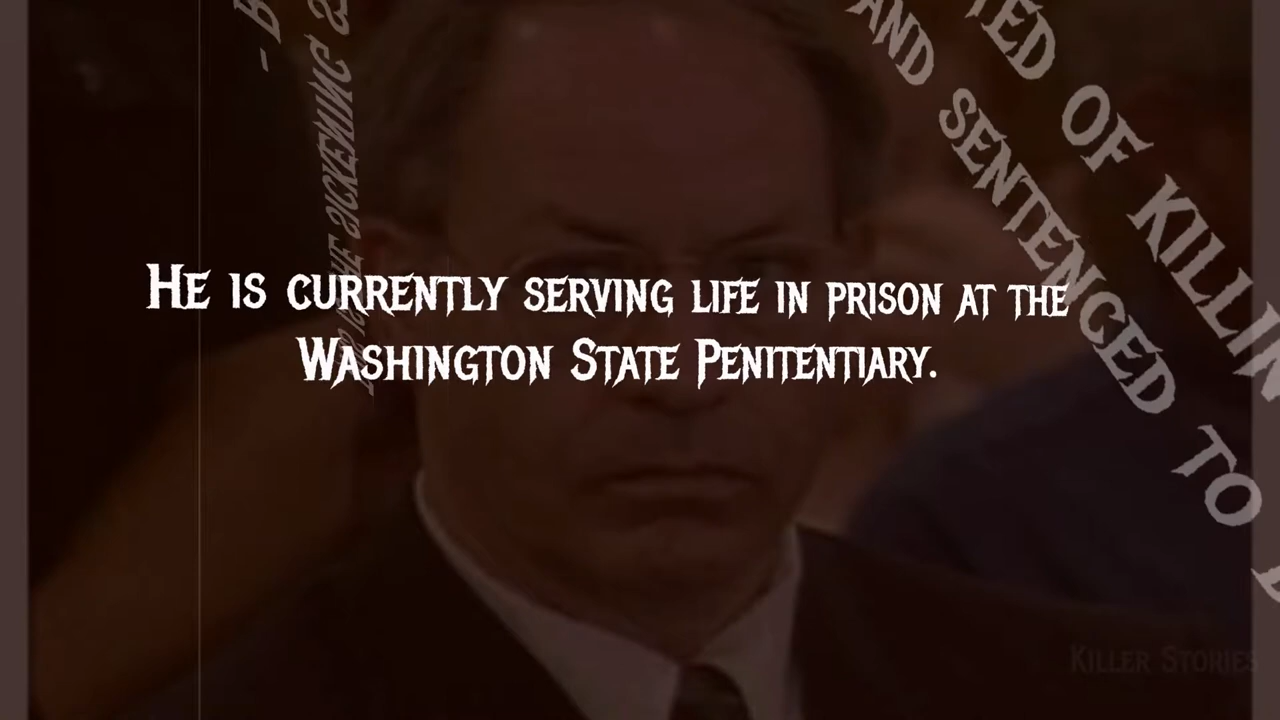 He is currently serving life in prison at the
Washington State Penitentiary.
OF KILLIN
AND SENTENCED TO
Killer Stories